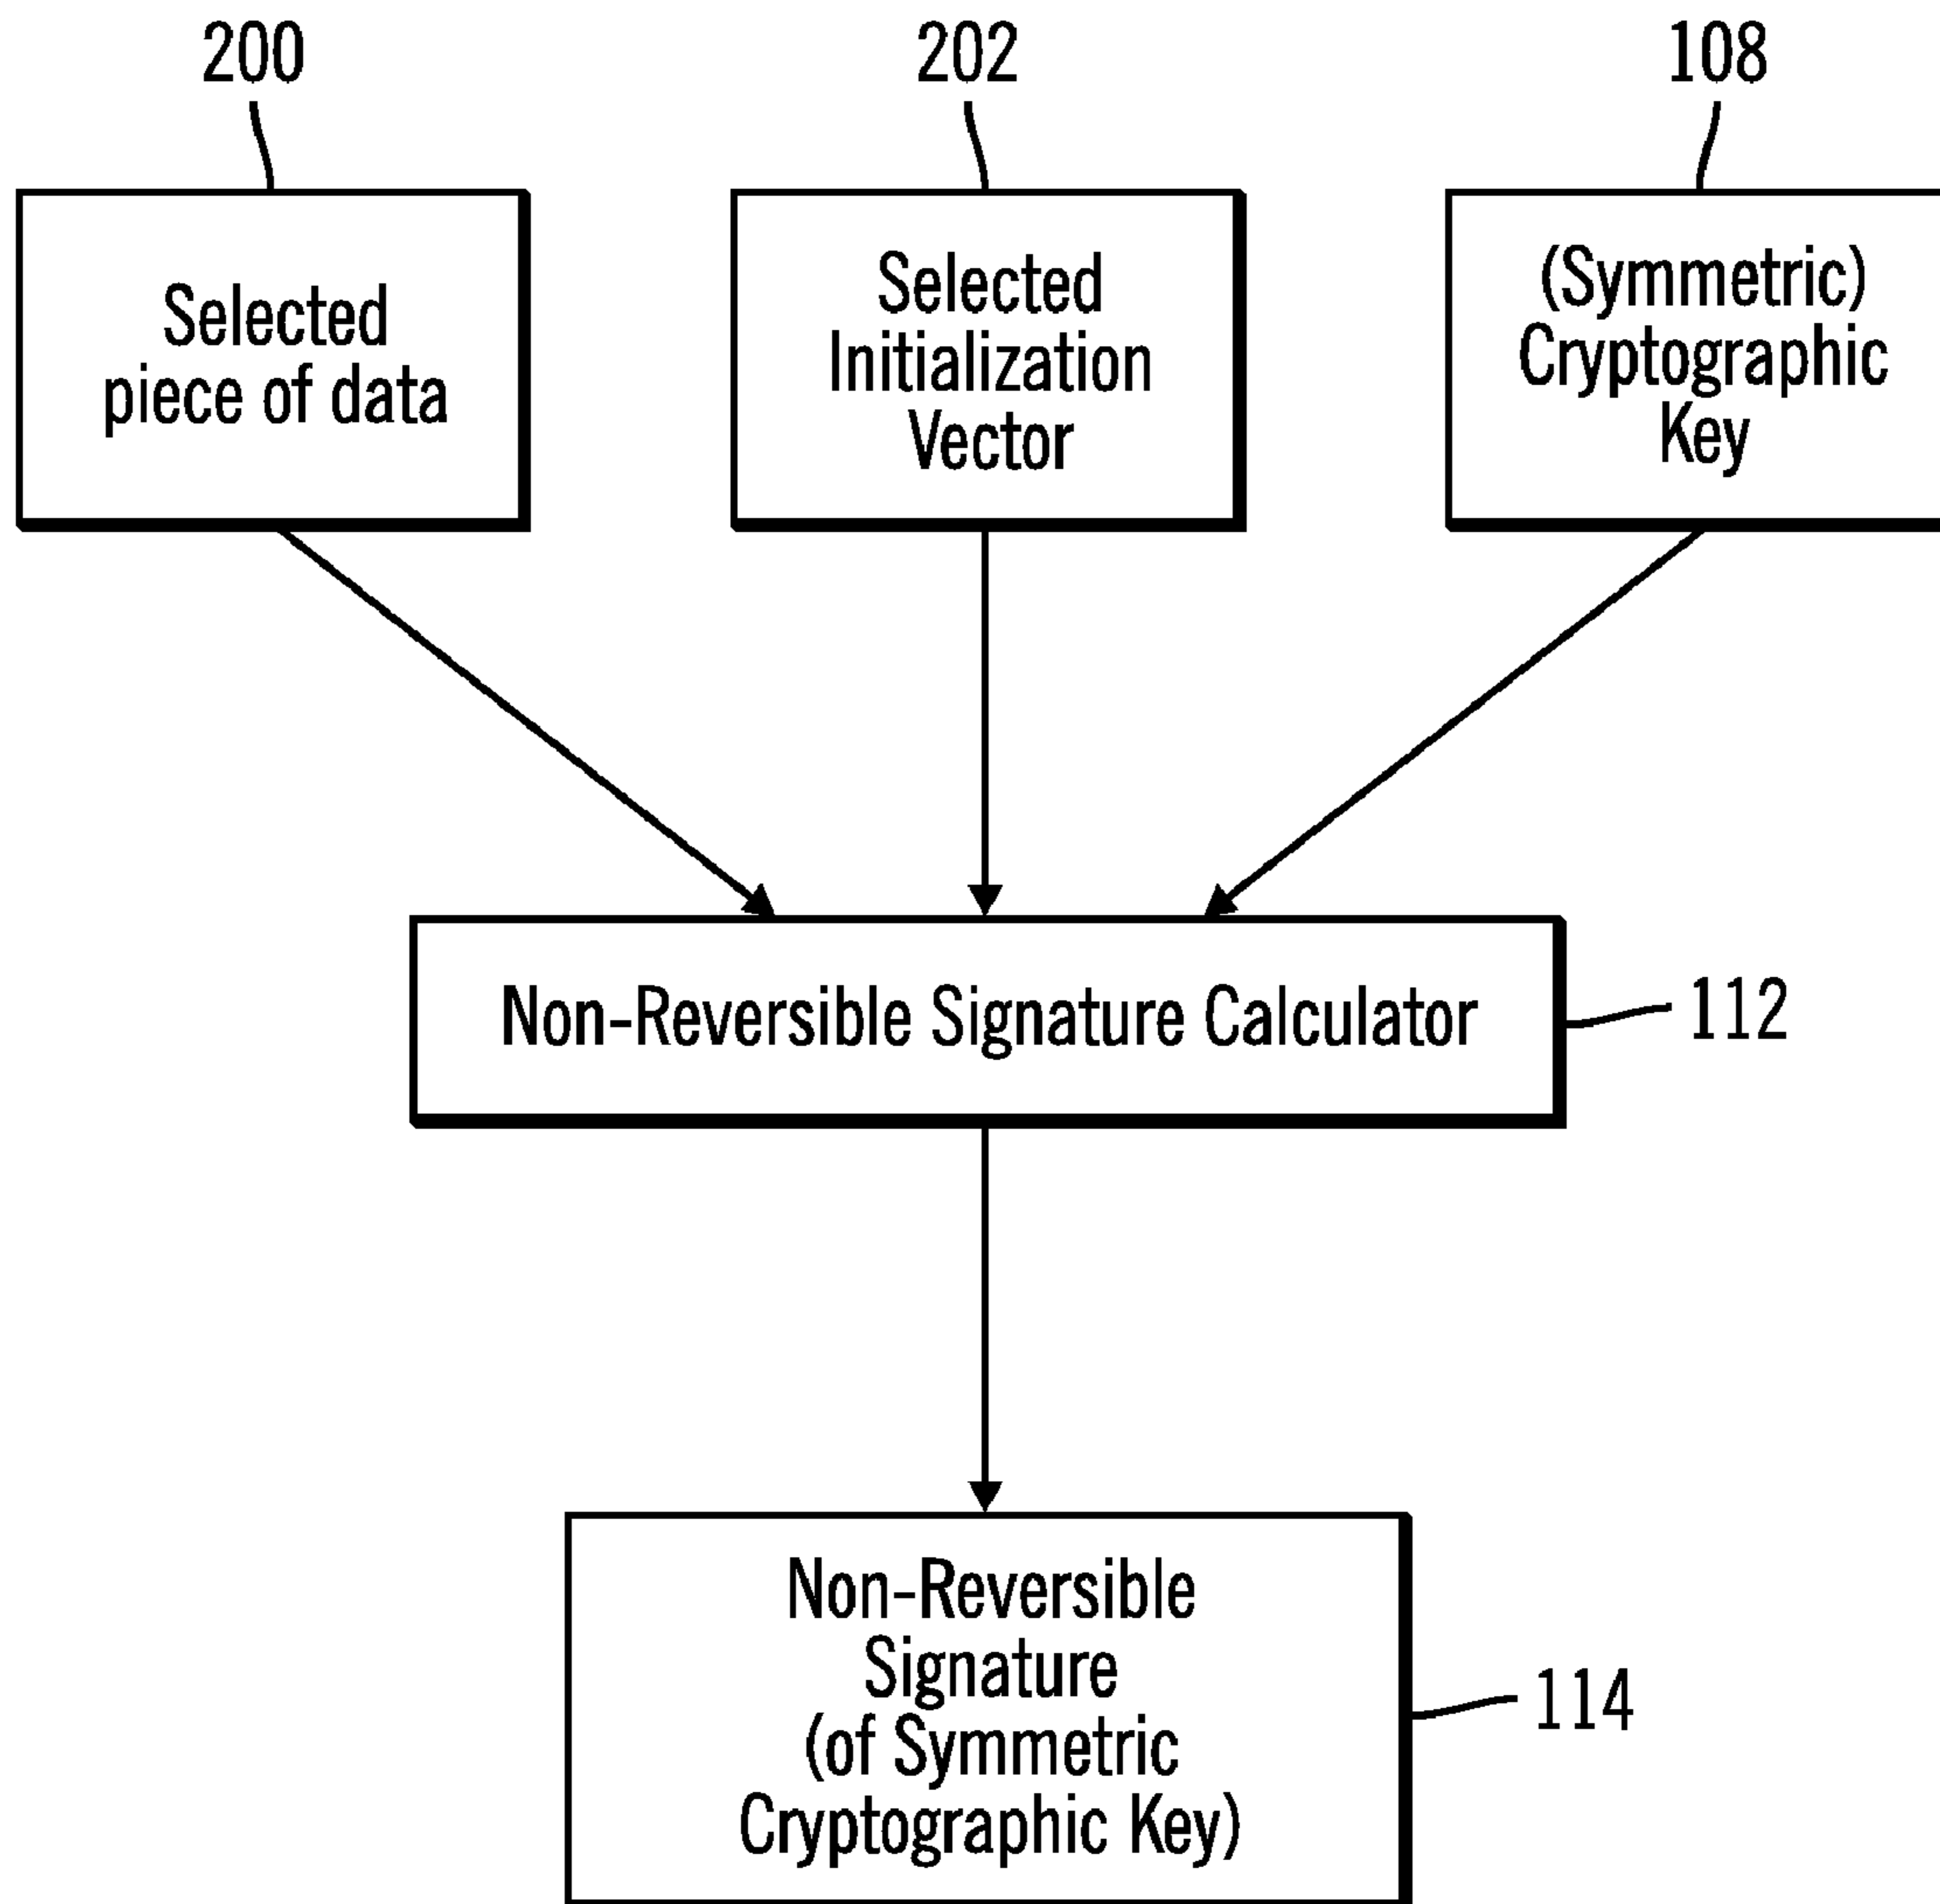 200
202
108
Selected
piece of data
Selected
Initialization
Vector
(Symmetric)
Cryptographic
Key
Non-Reversible Signature Calculator
112
Non-Reversible
Signature
(of Symmetric
Cryptographic Key)
114